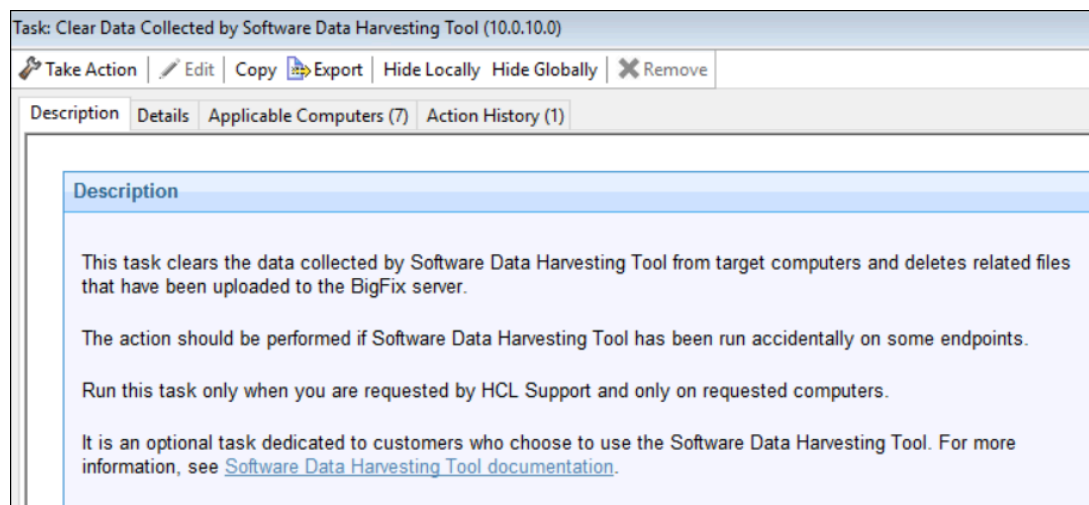 Task: Clear Data Collected by Software Data Harvesting Tool (10.0.10.0)
Take Action Edit Copy Export Hide Locally Hide Globally Remove
Description Details Applicable Computers (7) Action History (1)
Description
This task clears the data collected by Software Data Harvesting Tool from target computers and deletes related files
that have been uploaded to the BigFix server.
The action should be performed if Software Data Harvesting Tool has been run accidentally on some endpoints.
Run this task only when you are requested by HCL Support and only on requested computers.
It is an optional task dedicated to customers who choose to use the Software Data Harvesting Tool. For more
information, see Software Data Harvesting Tool documentation.